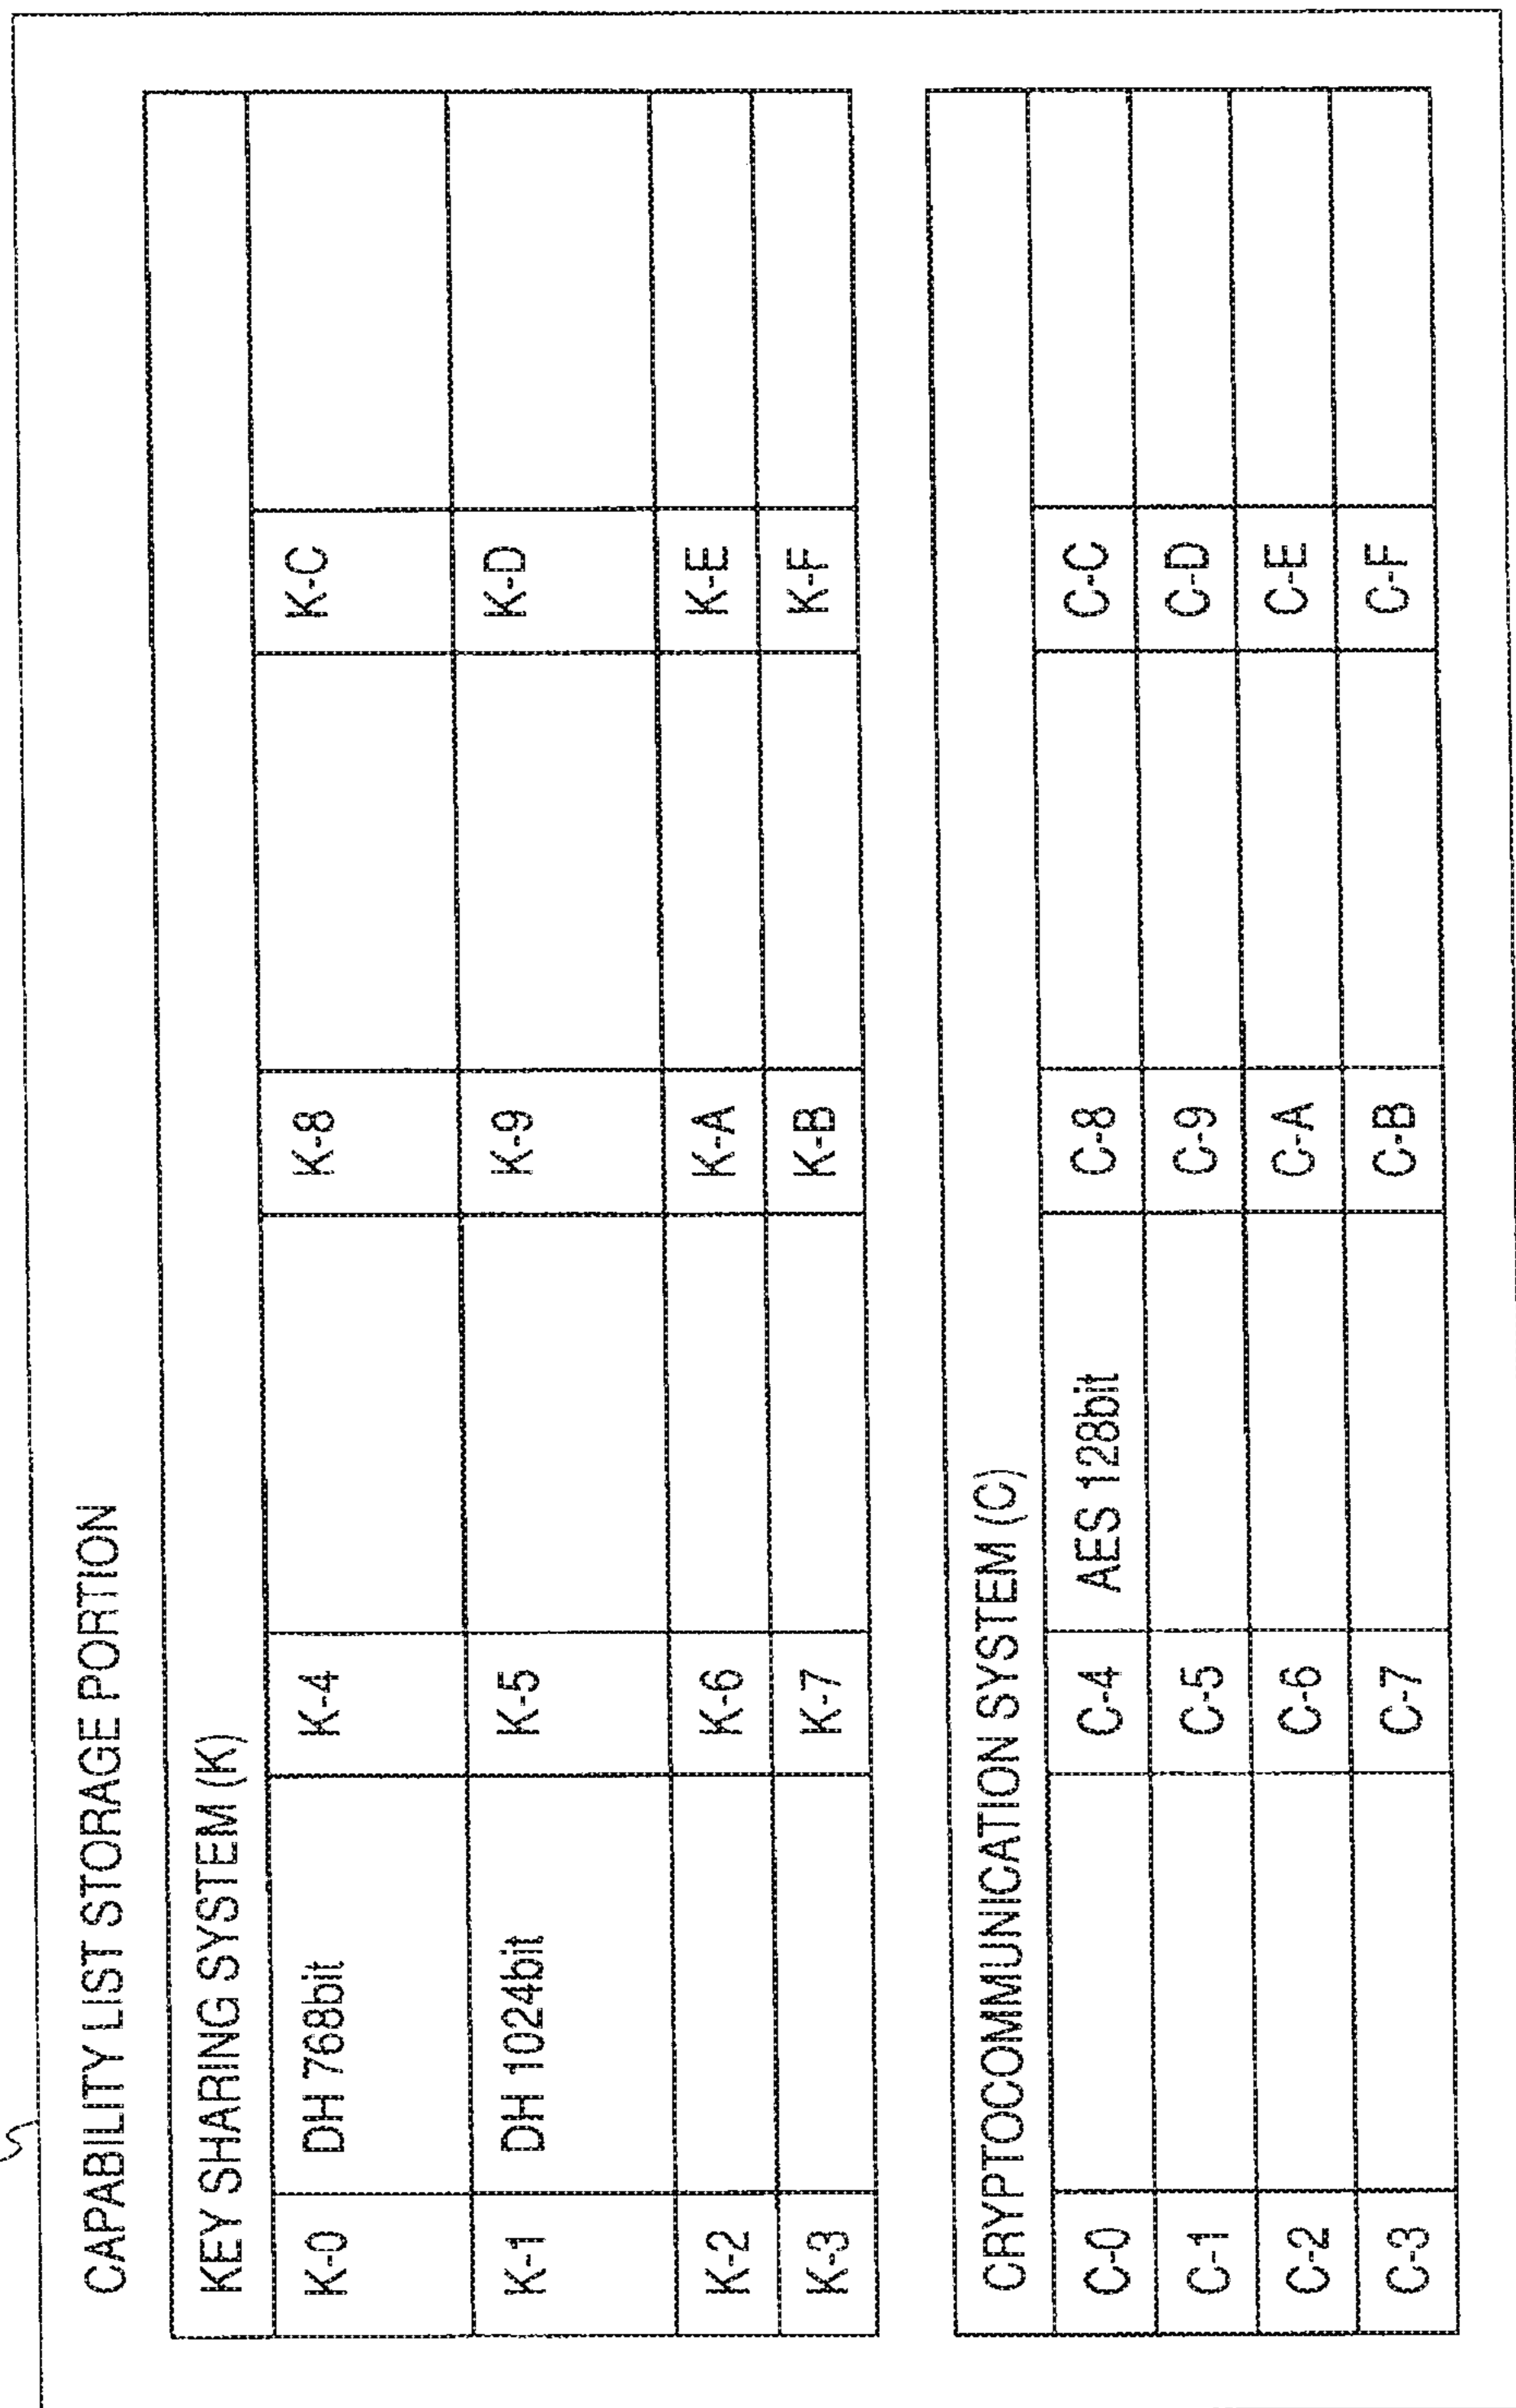 CAPABILITY LIST STORAGE PORTION
KEY SHARING SYSTEM (K)
K-0 DH 768bit K-4 K-8 K-C
K-1 DH 1024bit K-5 K-9 K-D
K-2 K-6 K-A K-E
K-3 K-7 K-B K-F
CRYPTOCOMMUNICATION SYSTEM (C)
C-0 C-4 AES 128bit C-8 C-C
C-1 C-5 C-9 C-D
C-2 C-6 C-A C-E
C-3 C-7 C-B C-F